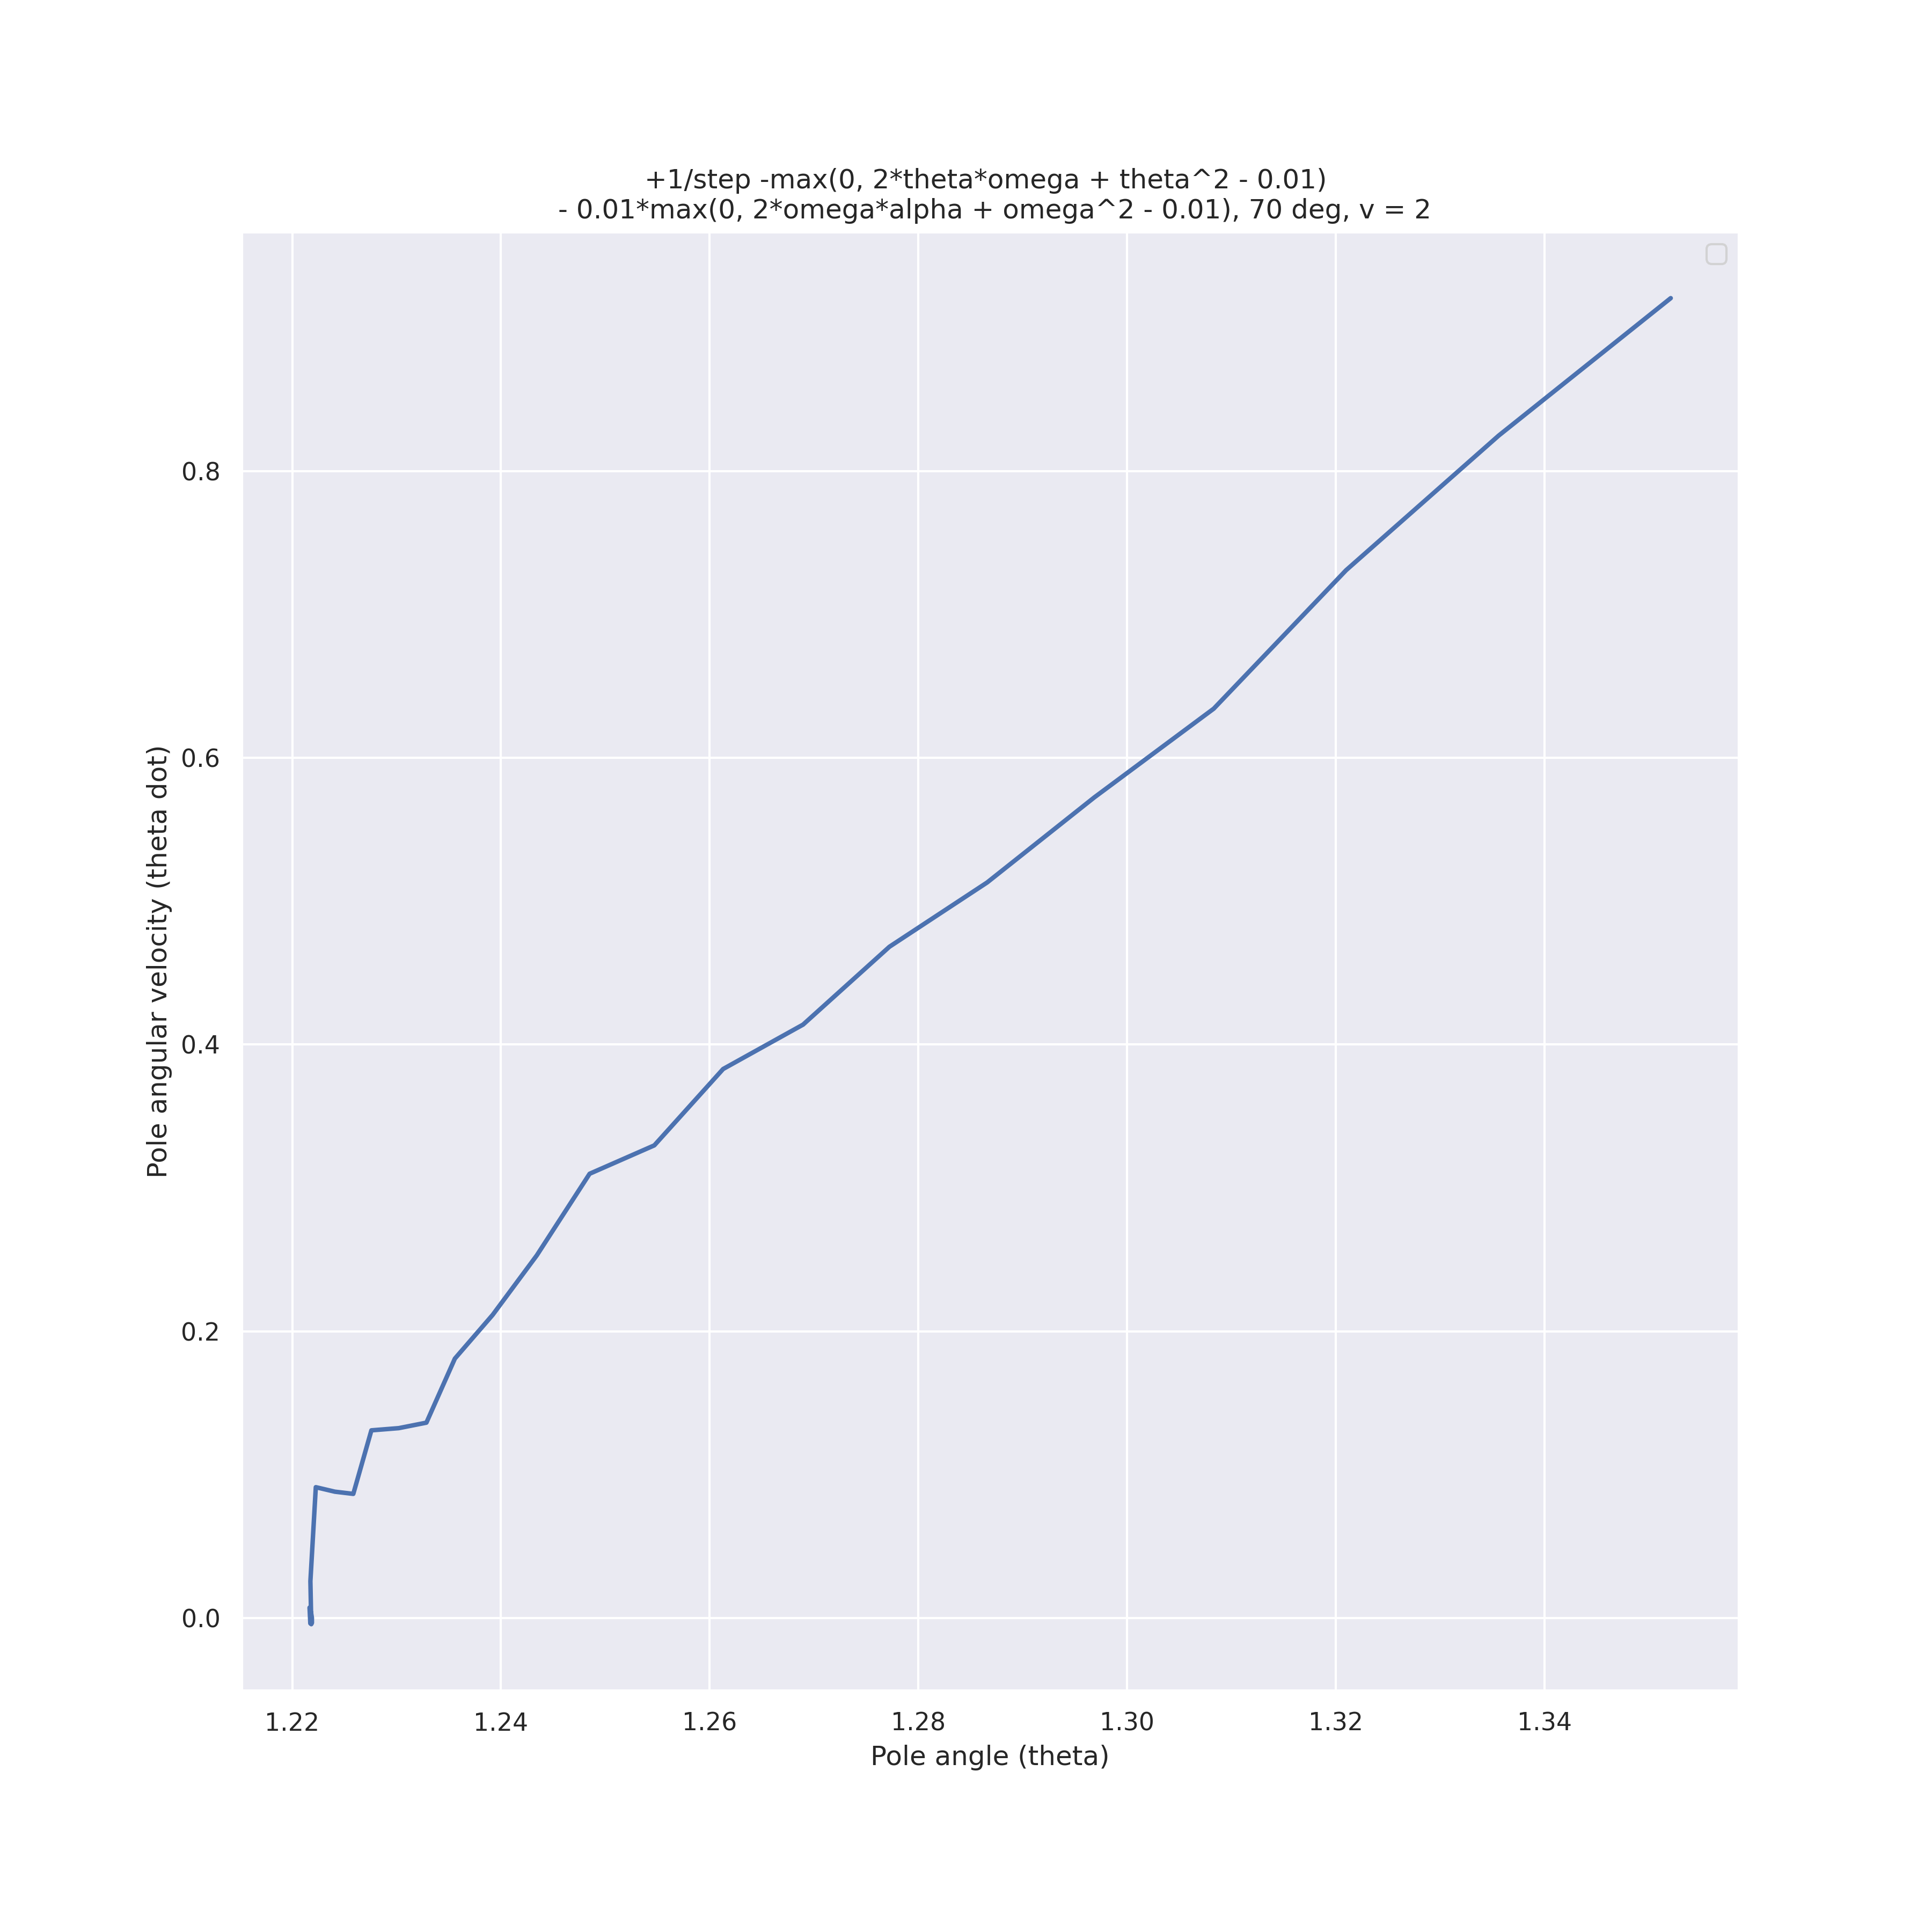 +1/step -max(0, 2*theta*omega + theta^2 - 0.01)
- 0.01*max(0, 2*omega*alpha + omega^2 - 0.01), 70 deg, v = 2
0.8
0.6
0.4
0.2
0.0
Pole angular velocity (theta dot)
1.22 1.24 1.26 1.28 1.30 1.32 1.34
Pole angle (theta)